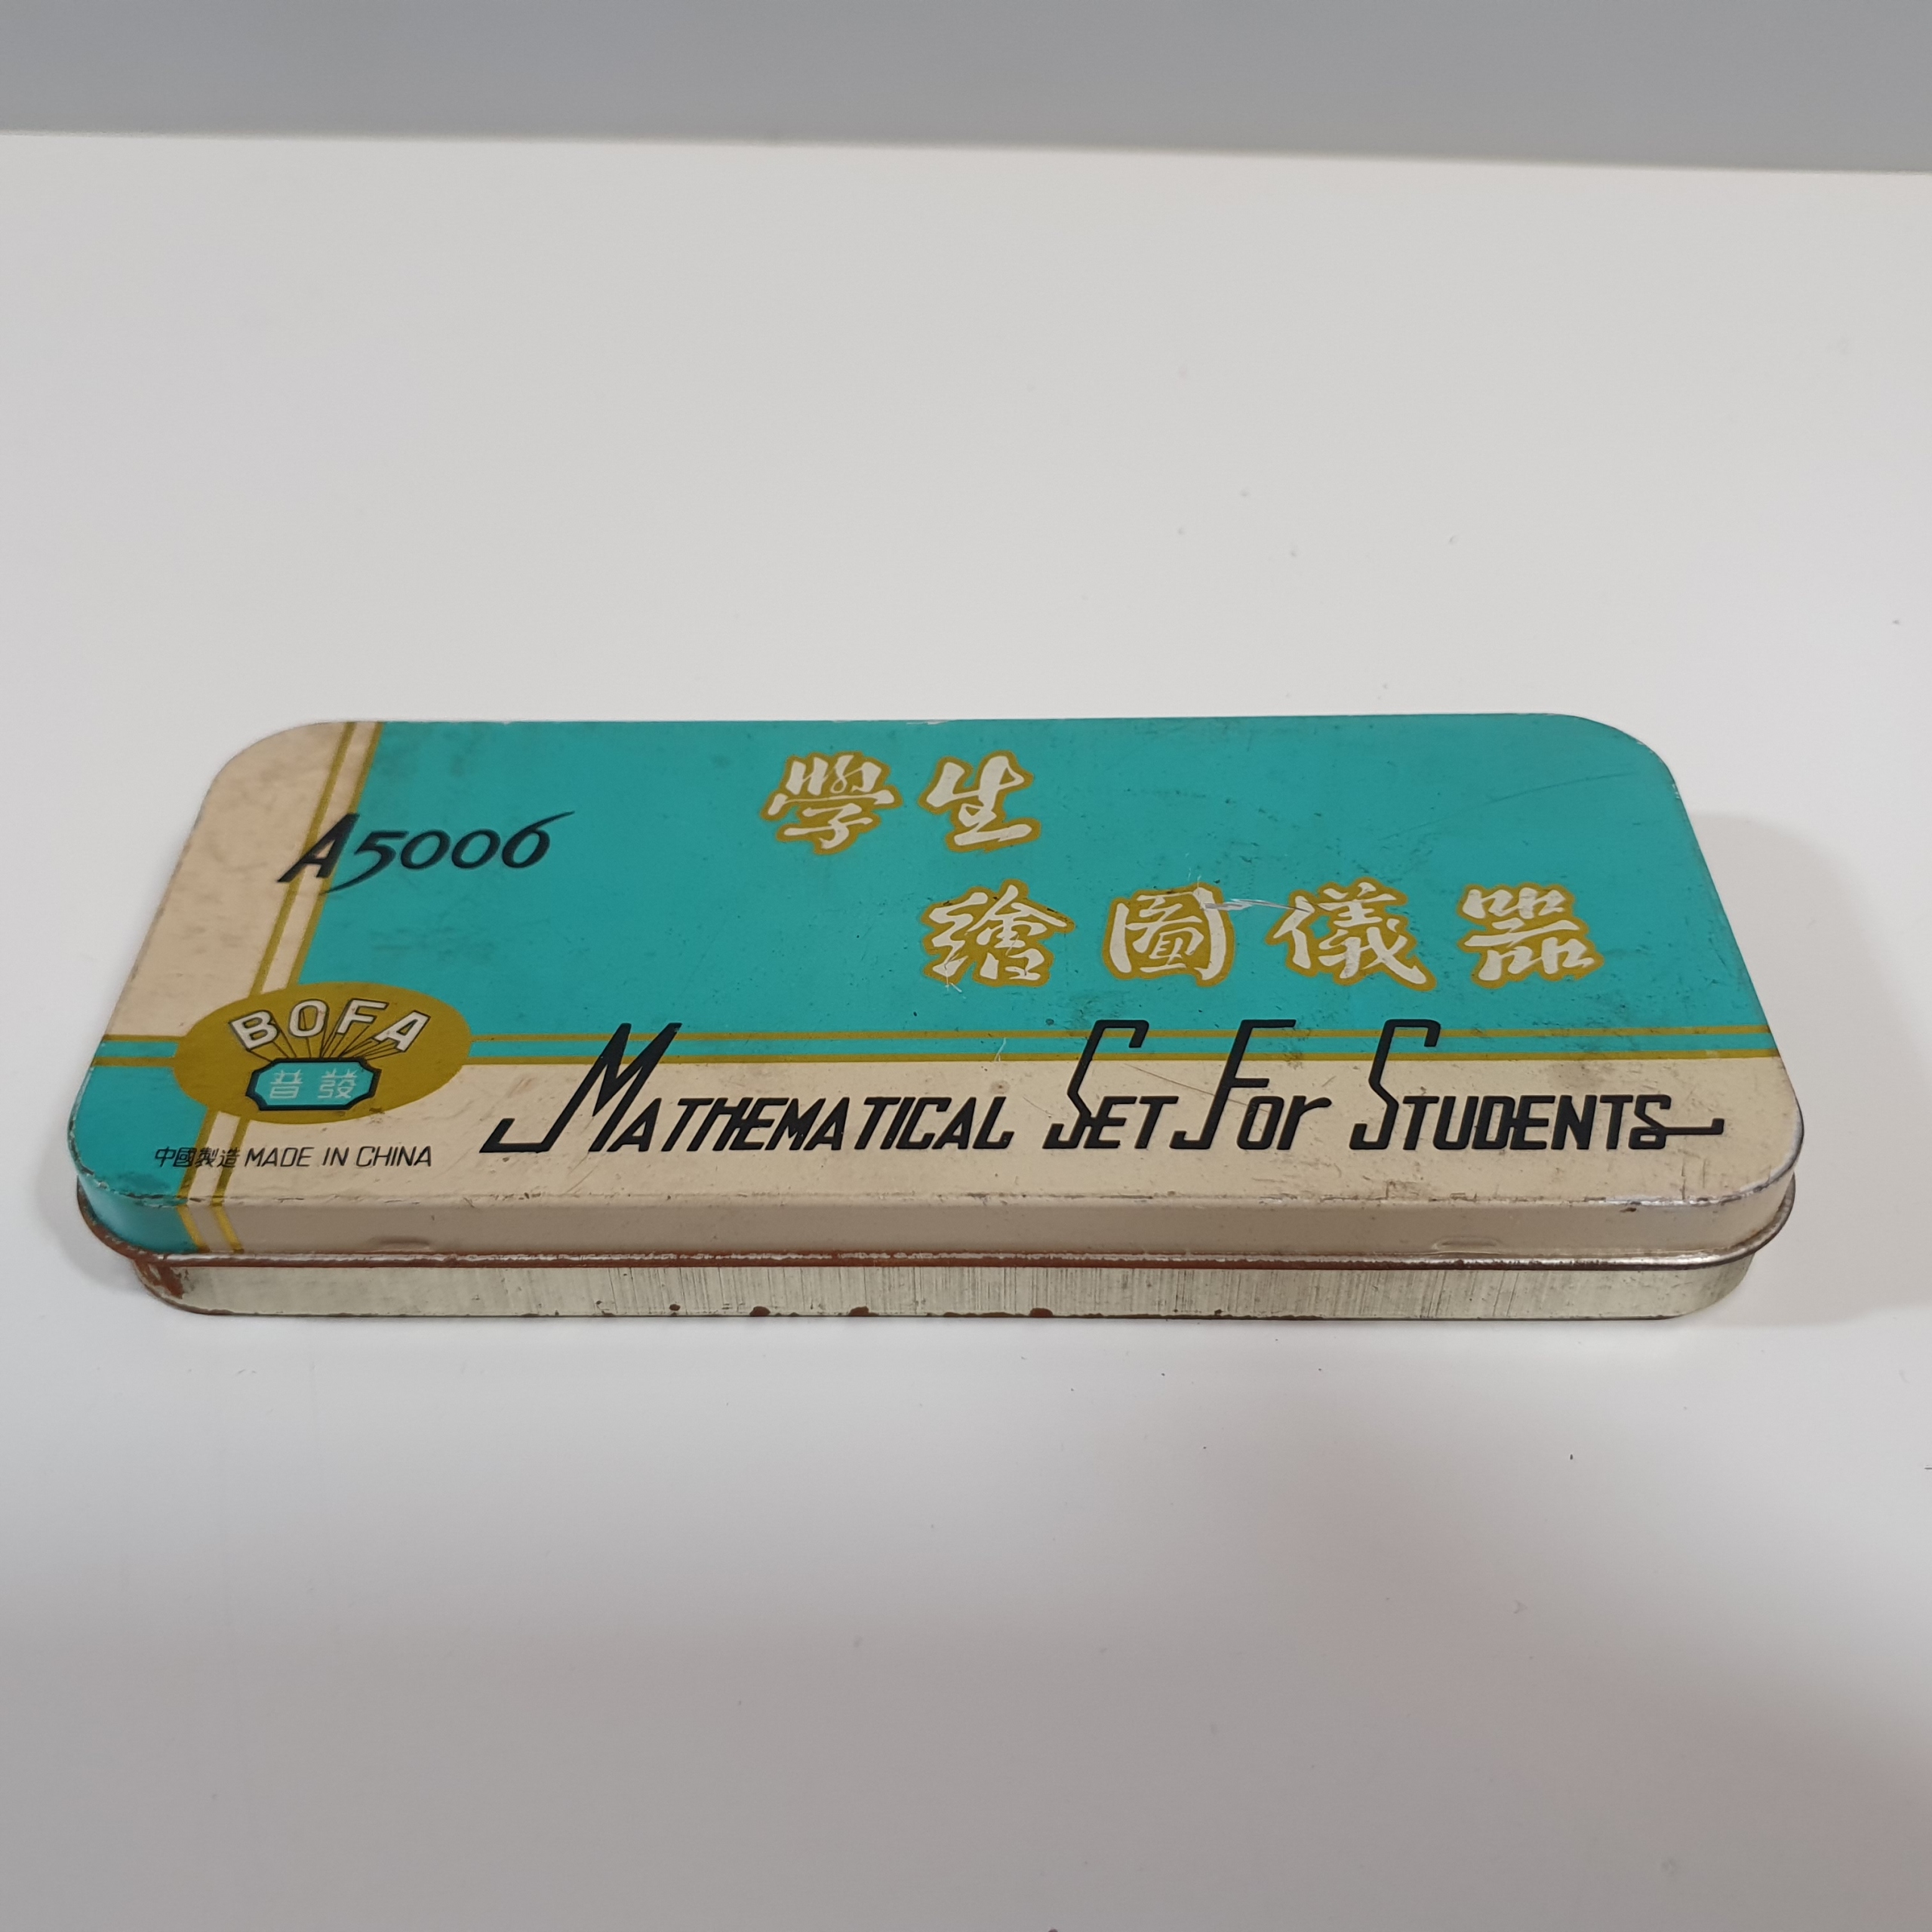 A5006
學生
繪圖儀器
BOFA
普發
中國製造 MADE IN CHINA
MATHEMATICAL SET FOr STUDENTS